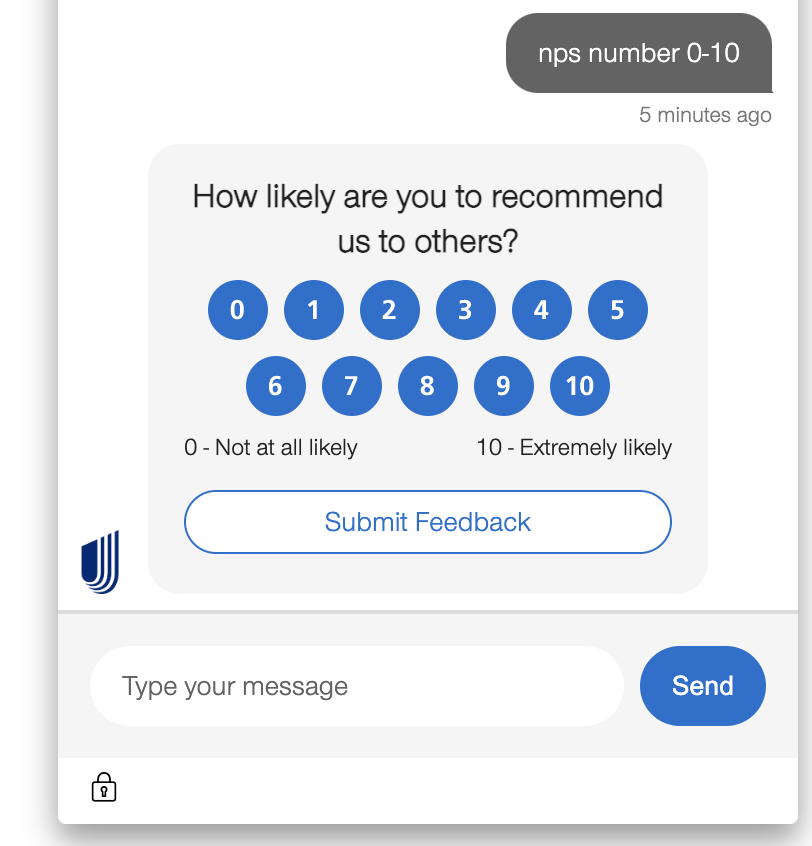 nps number 0-10
5 minutes ago
How likely are you to recommend
us to others?
0 1 2 3 4 5
6 7 8 9 10
0 - Not at all likely 10 - Extremely likely
Submit Feedback
Type your message Send